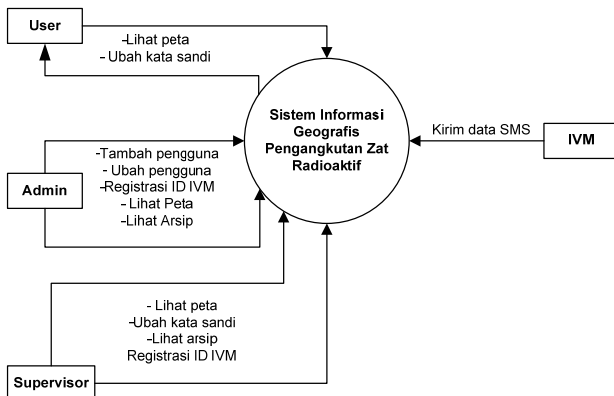 User
-Lihat peta
- Ubah kata sandi
Sistem Informasi
Geografis
Pengangkutan Zat
Radioaktif
Kirim data SMS
IVM
Admin
-Tambah pengguna
- Ubah pengguna
-Registrasi ID IVM
- Lihat Peta
-Lihat Arsip
Supervisor
- Lihat peta
-Ubah kata sandi
-Lihat arsip
Registrasi ID IVM